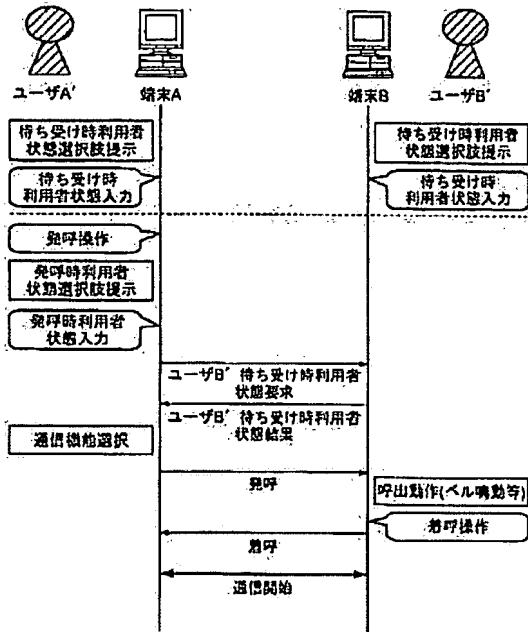 ユーザA′ 端末A 端末B ユーザB′
待ち受け時利用者
状態選択肢提示
待ち受け時利用者
状態選択肢提示
待ち受け時
利用者状態入力
待ち受け時
利用者状態入力
発呼操作
発呼時利用者
状態選択肢提示
発呼時利用者
状態入力
ユーザB′ 待ち受け時利用者
状態要求
ユーザB′ 待ち受け時利用者
状態結果
通信機能選択
発呼
呼出動作(ベル鳴動等)
着呼操作
着呼
通信開始